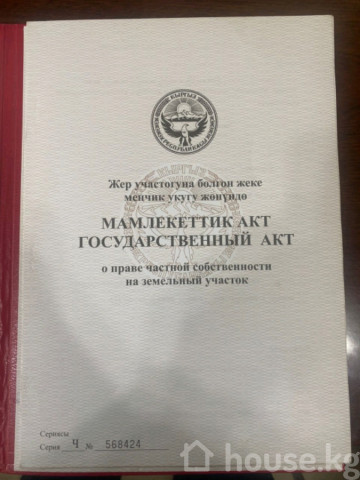 Жер участогуна болгон жеке
менчик укугу жөнүндө
МАМЛЕКЕТТИК АКТ
ГОСУДАРСТВЕННЫЙ АКТ
о праве частной собственности
на земельный участок
Сериясы
Серия Ч № 568424
house.kg